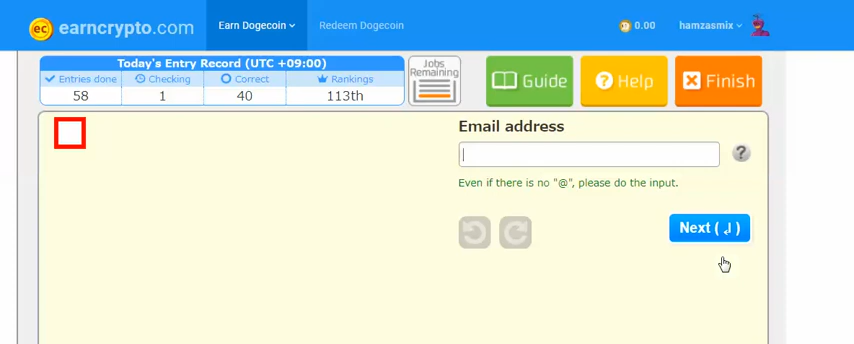 ec earncrypto.com Earn Dogecoin Redeem Dogecoin 0.00 hamzasmix
Today's Entry Record (UTC +09:00)
Entries done Checking Correct Rankings
58 1 40 113th
Jobs
Remaining
Guide ? Help Finish
Email address
?
Even if there is no "@", please do the input.
Next ( ↲ )